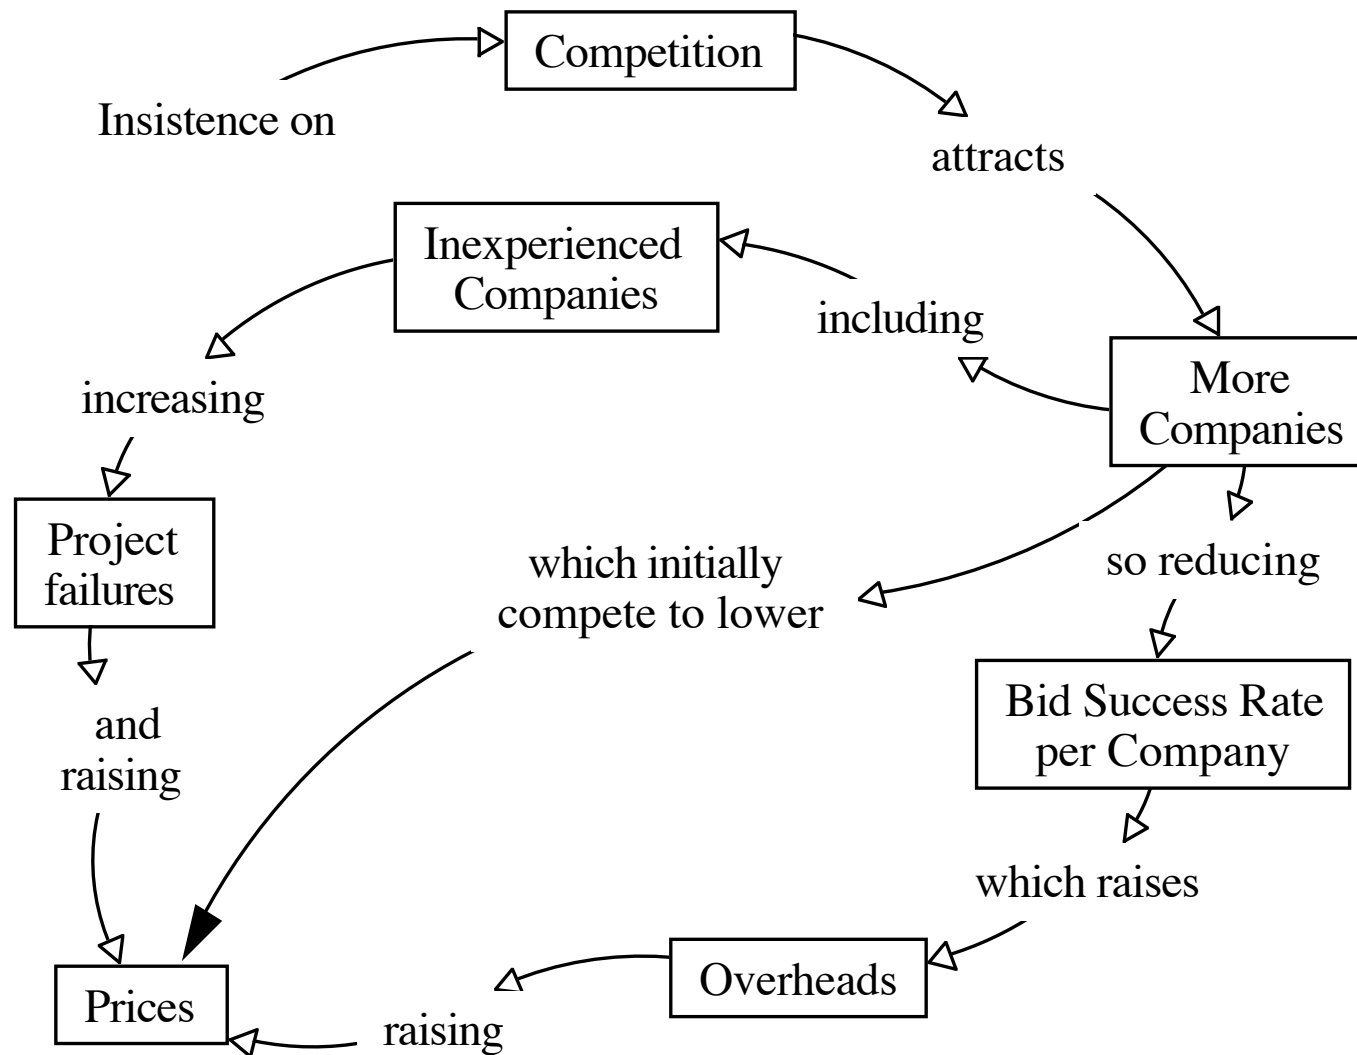 Competition
Insistence on
attracts
Inexperienced
Companies
including
More
Companies
increasing
Project
failures
which initially
compete to lower
so reducing
Bid Success Rate
per Company
and
raising
which raises
Overheads
Prices
raising